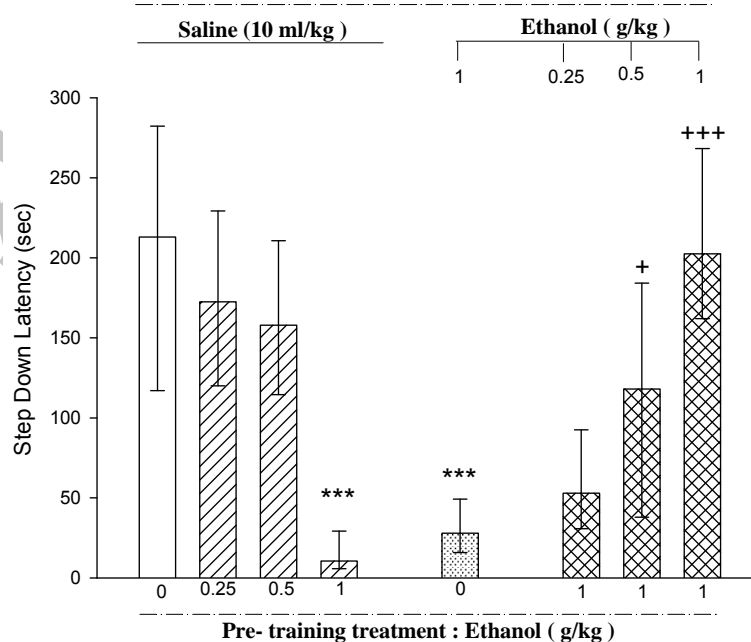 Saline (10 ml/kg )
Ethanol ( g/kg )
1 0.25 0.5 1
300
250
200
150
100
50
0
Step Down Latency (sec)
***
***
+
+++
0 0.25 0.5 1 0 1 1 1
Pre- training treatment : Ethanol ( g/kg )